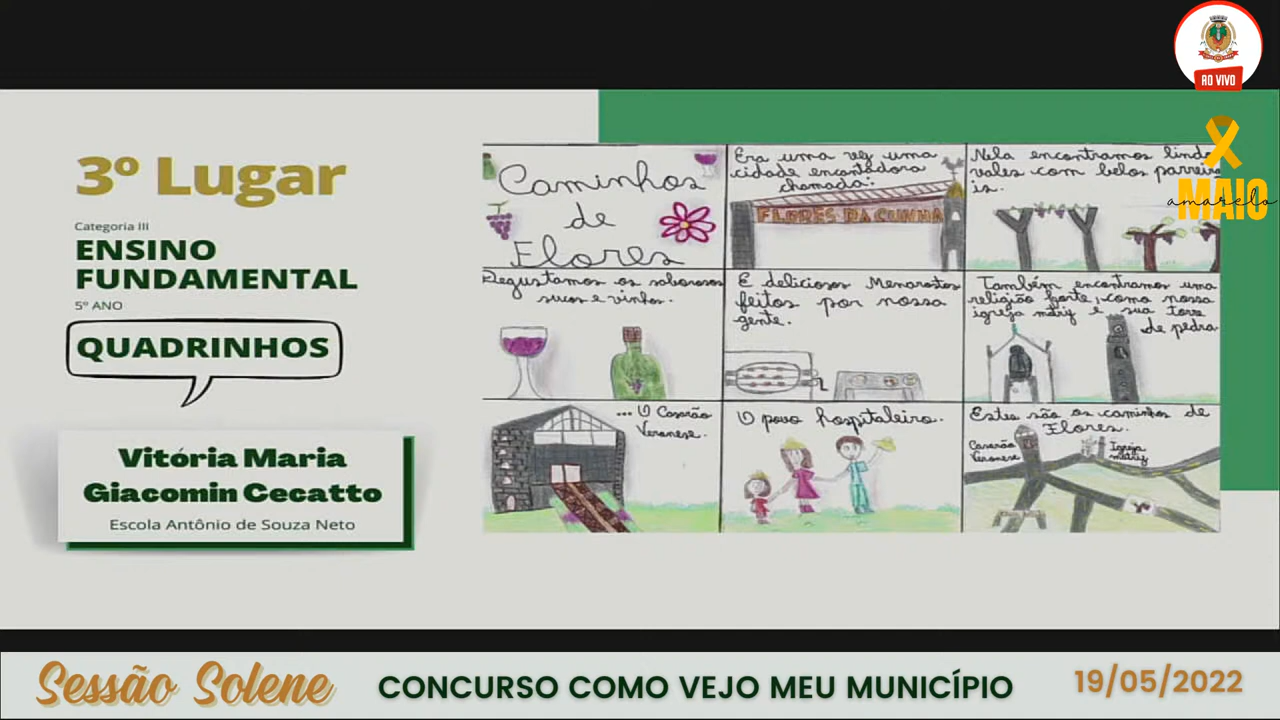 AO VIVO
MAIO
amarelo
3º Lugar
Categoria III
ENSINO
FUNDAMENTAL
5º ANO
QUADRINHOS
Vitória Maria
Giacomin Cecatto
Escola Antônio de Souza Neto
Caminhos
de
Flores
Era uma vez uma
cidade encantadora
chamada:
FLORES DA CUNHA
Nela encontramos lindo
vales com belos parreira
is.
Degustamos os saborosos
sucos e vinhos.
E deliciosos Menarostos
feitos por nossa
gente.
Também encontramos uma
religião forte, como nossa
igreja matriz e sua torre
de pedra
... O Casarão
Veronese.
O povo hospitaleiro.
Estes são os caminhos de
Flores.
Casarão
Veronese
Igreja
matriz
Sessão Solene
CONCURSO COMO VEJO MEU MUNICÍPIO
19/05/2022